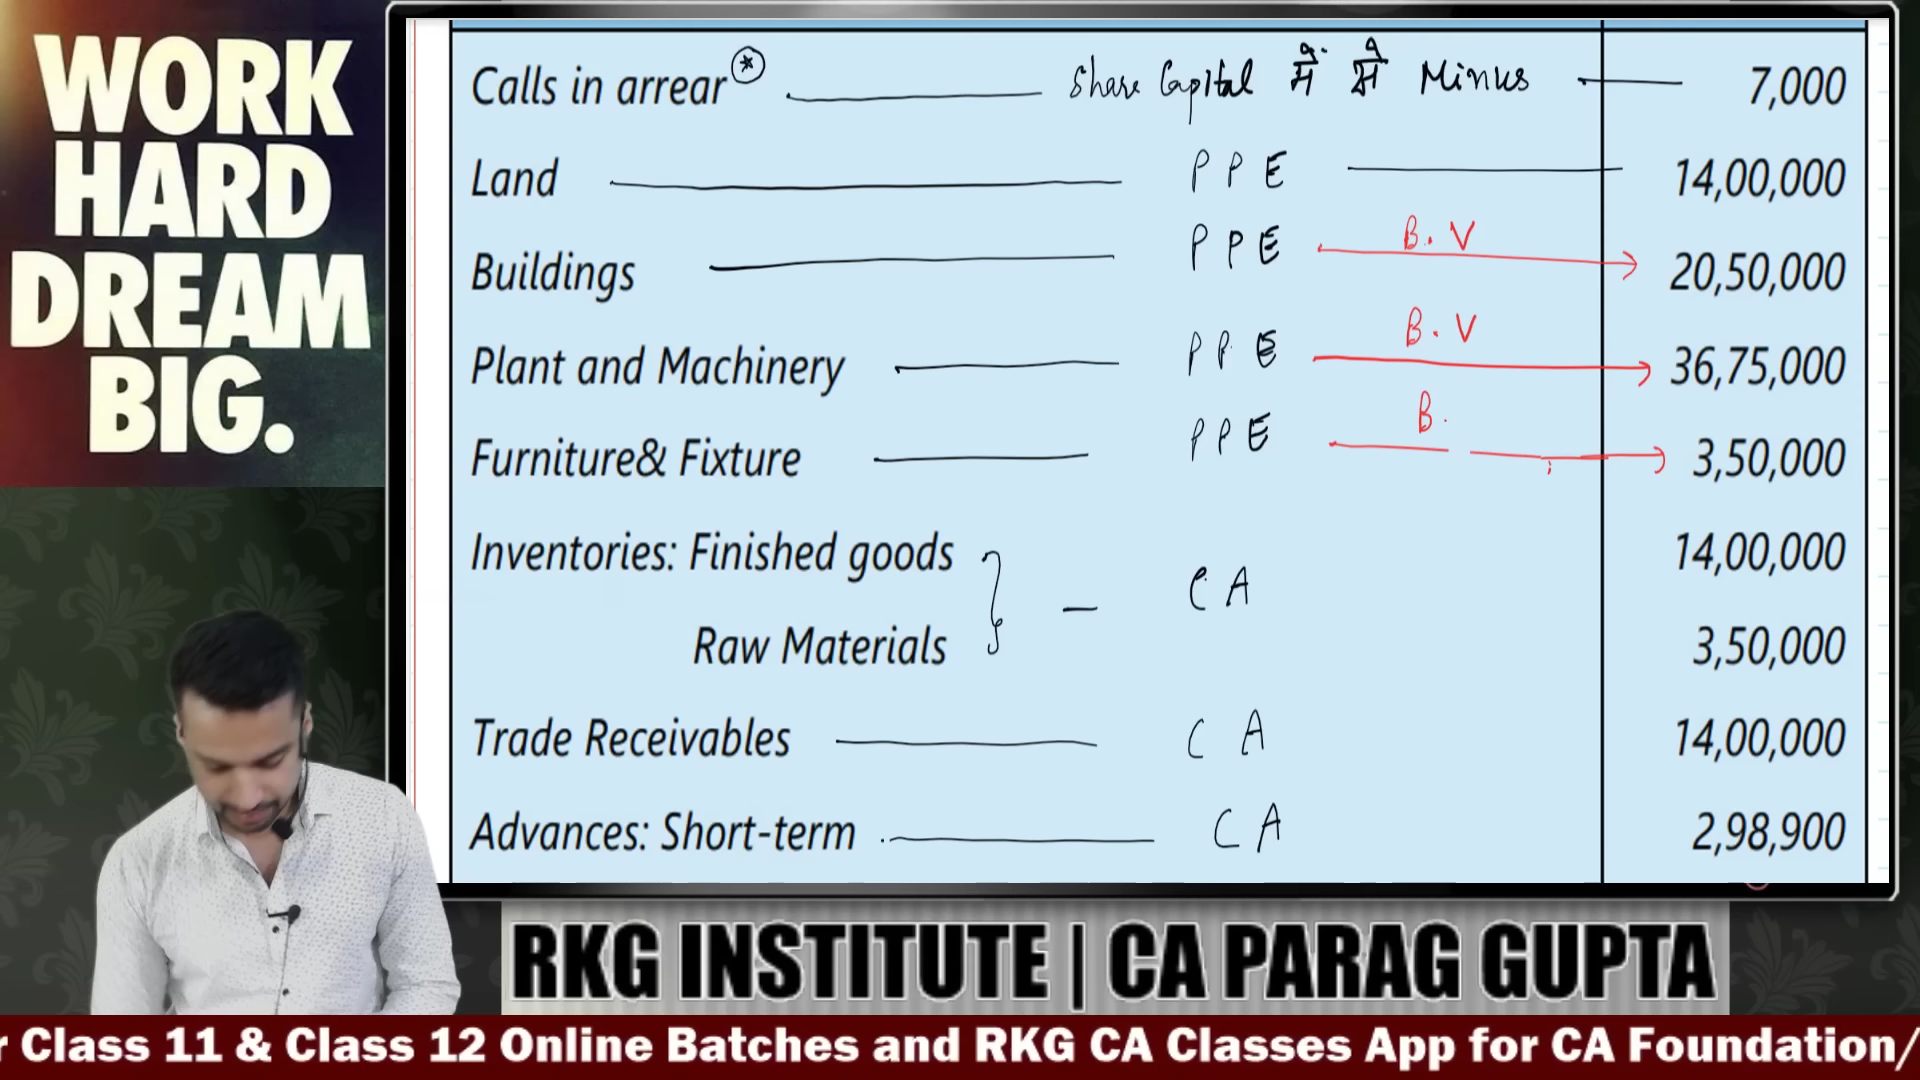 WORK
HARD
DREAM
BIG.
Calls in arrear * Share Capital में से Minus 7,000
Land PPE 14,00,000
Buildings PPE B.V 20,50,000
Plant and Machinery PPE B.V 36,75,000
Furniture& Fixture PPE B. 3,50,000
Inventories: Finished goods 14,00,000
CA
Raw Materials 3,50,000
Trade Receivables CA 14,00,000
Advances: Short-term CA 2,98,900
RKG INSTITUTE | CA PARAG GUPTA
r Class 11 & Class 12 Online Batches and RKG CA Classes App for CA Foundation/